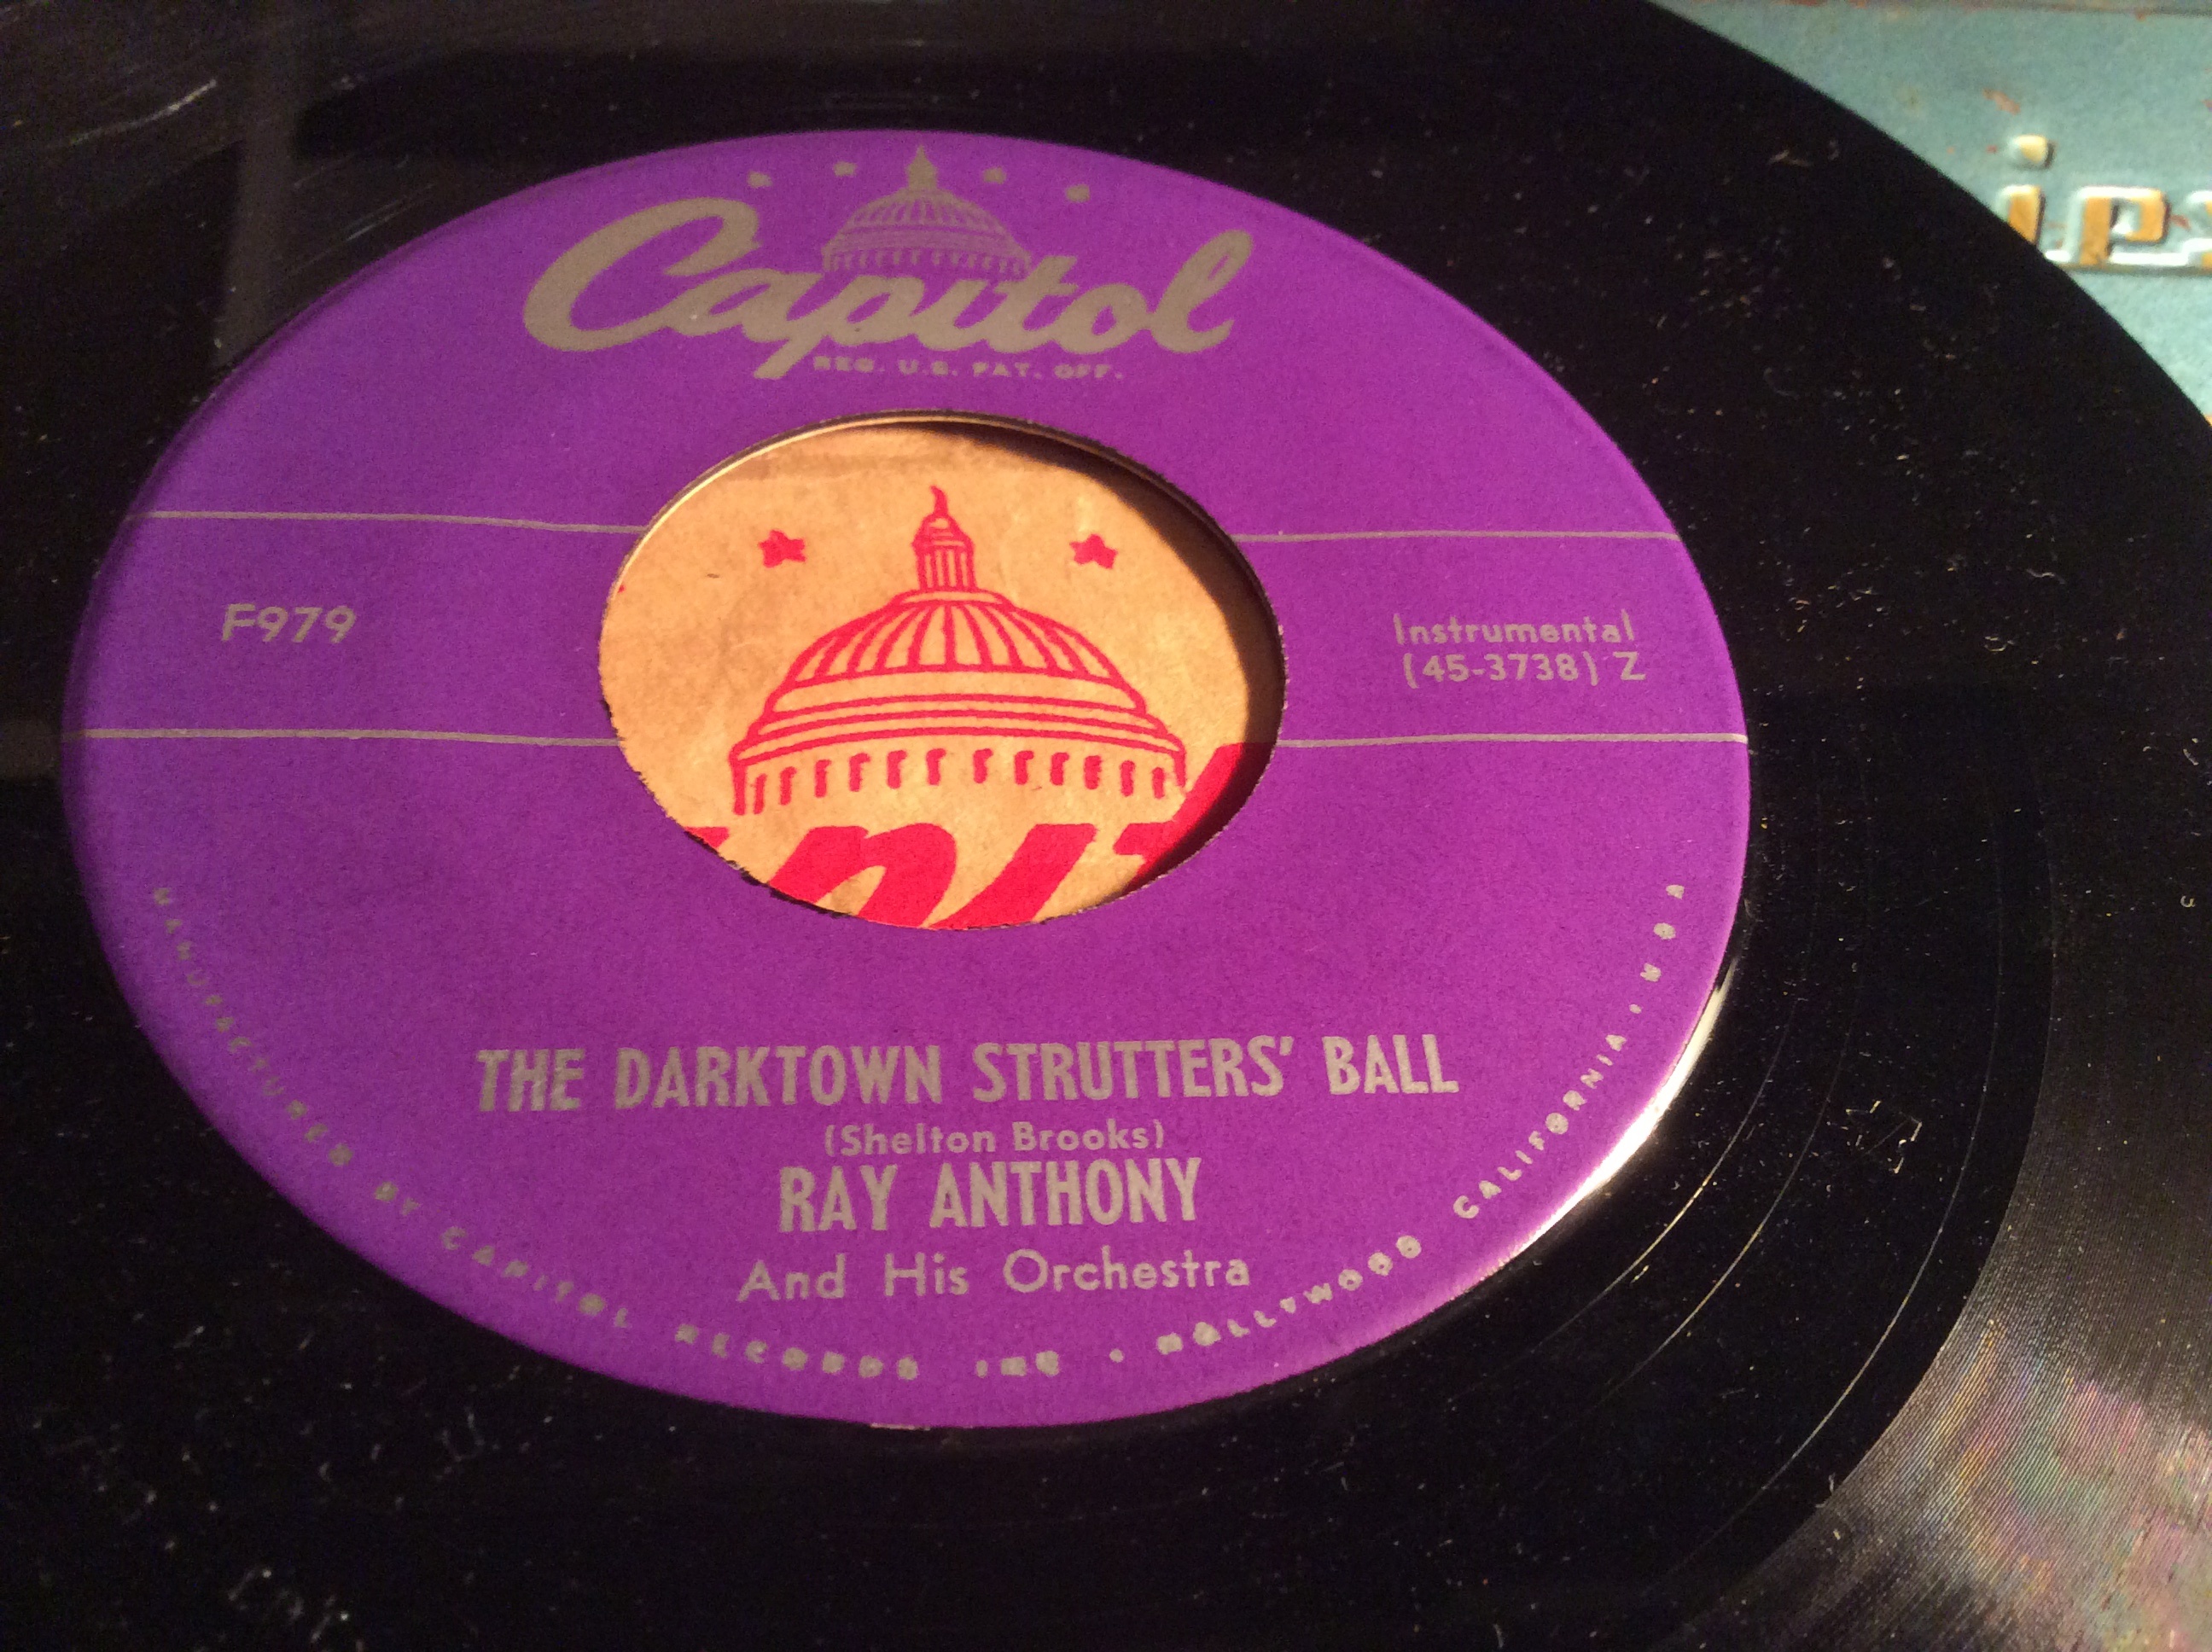 Capitol
REG. U.S. PAT. OFF.
F979
Instrumental
(45-3738) Z
THE DARKTOWN STRUTTERS' BALL
(Shelton Brooks)
RAY ANTHONY
And His Orchestra
MANUFACTURED BY CAPITOL RECORDS INC • HOLLYWOOD CALIFORNIA •